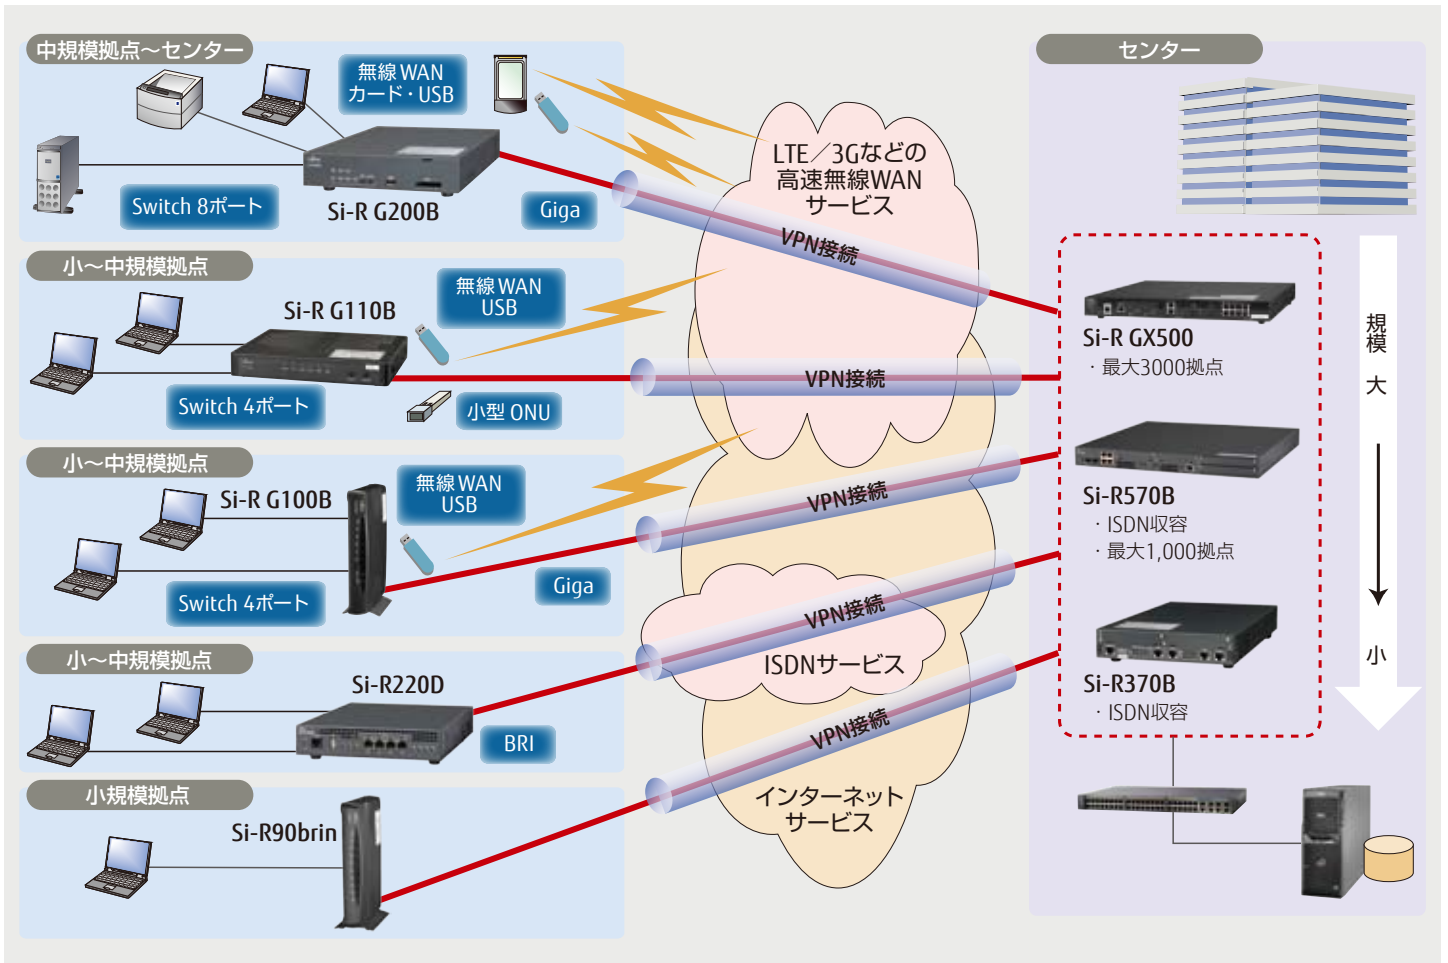 中規模拠点～センター
無線WAN
カード・USB
Switch 8ポート
Si-R G200B
Giga
小～中規模拠点
Si-R G110B
無線WAN
USB
Switch 4ポート
小型ONU
小～中規模拠点
Si-R G100B
無線WAN
USB
Switch 4ポート
Giga
小～中規模拠点
Si-R220D
BRI
小規模拠点
Si-R90brin
LTE／3Gなどの
高速無線WAN
サービス
VPN接続
VPN接続
VPN接続
VPN接続
ISDNサービス
VPN接続
インターネット
サービス
センター
Si-R GX500
・最大3000拠点
Si-R570B
・ISDN収容
・最大1,000拠点
Si-R370B
・ISDN収容
規模 大
小